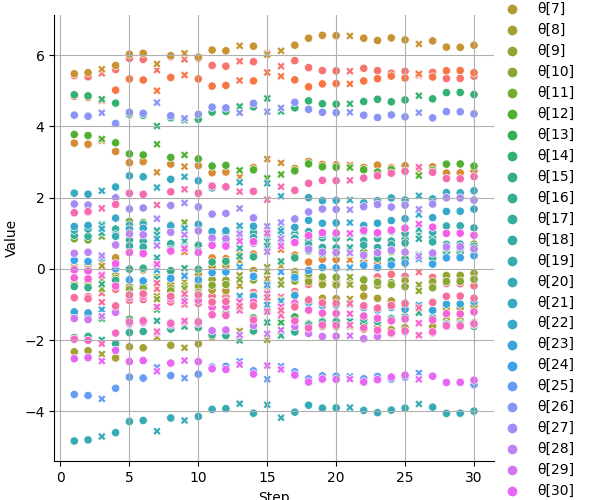 6
4
2
0
−2
−4
Value
0
5
10
15
20
25
30
Step
θ[7]
θ[8]
θ[9]
θ[10]
θ[11]
θ[12]
θ[13]
θ[14]
θ[15]
θ[16]
θ[17]
θ[18]
θ[19]
θ[20]
θ[21]
θ[22]
θ[23]
θ[24]
θ[25]
θ[26]
θ[27]
θ[28]
θ[29]
θ[30]